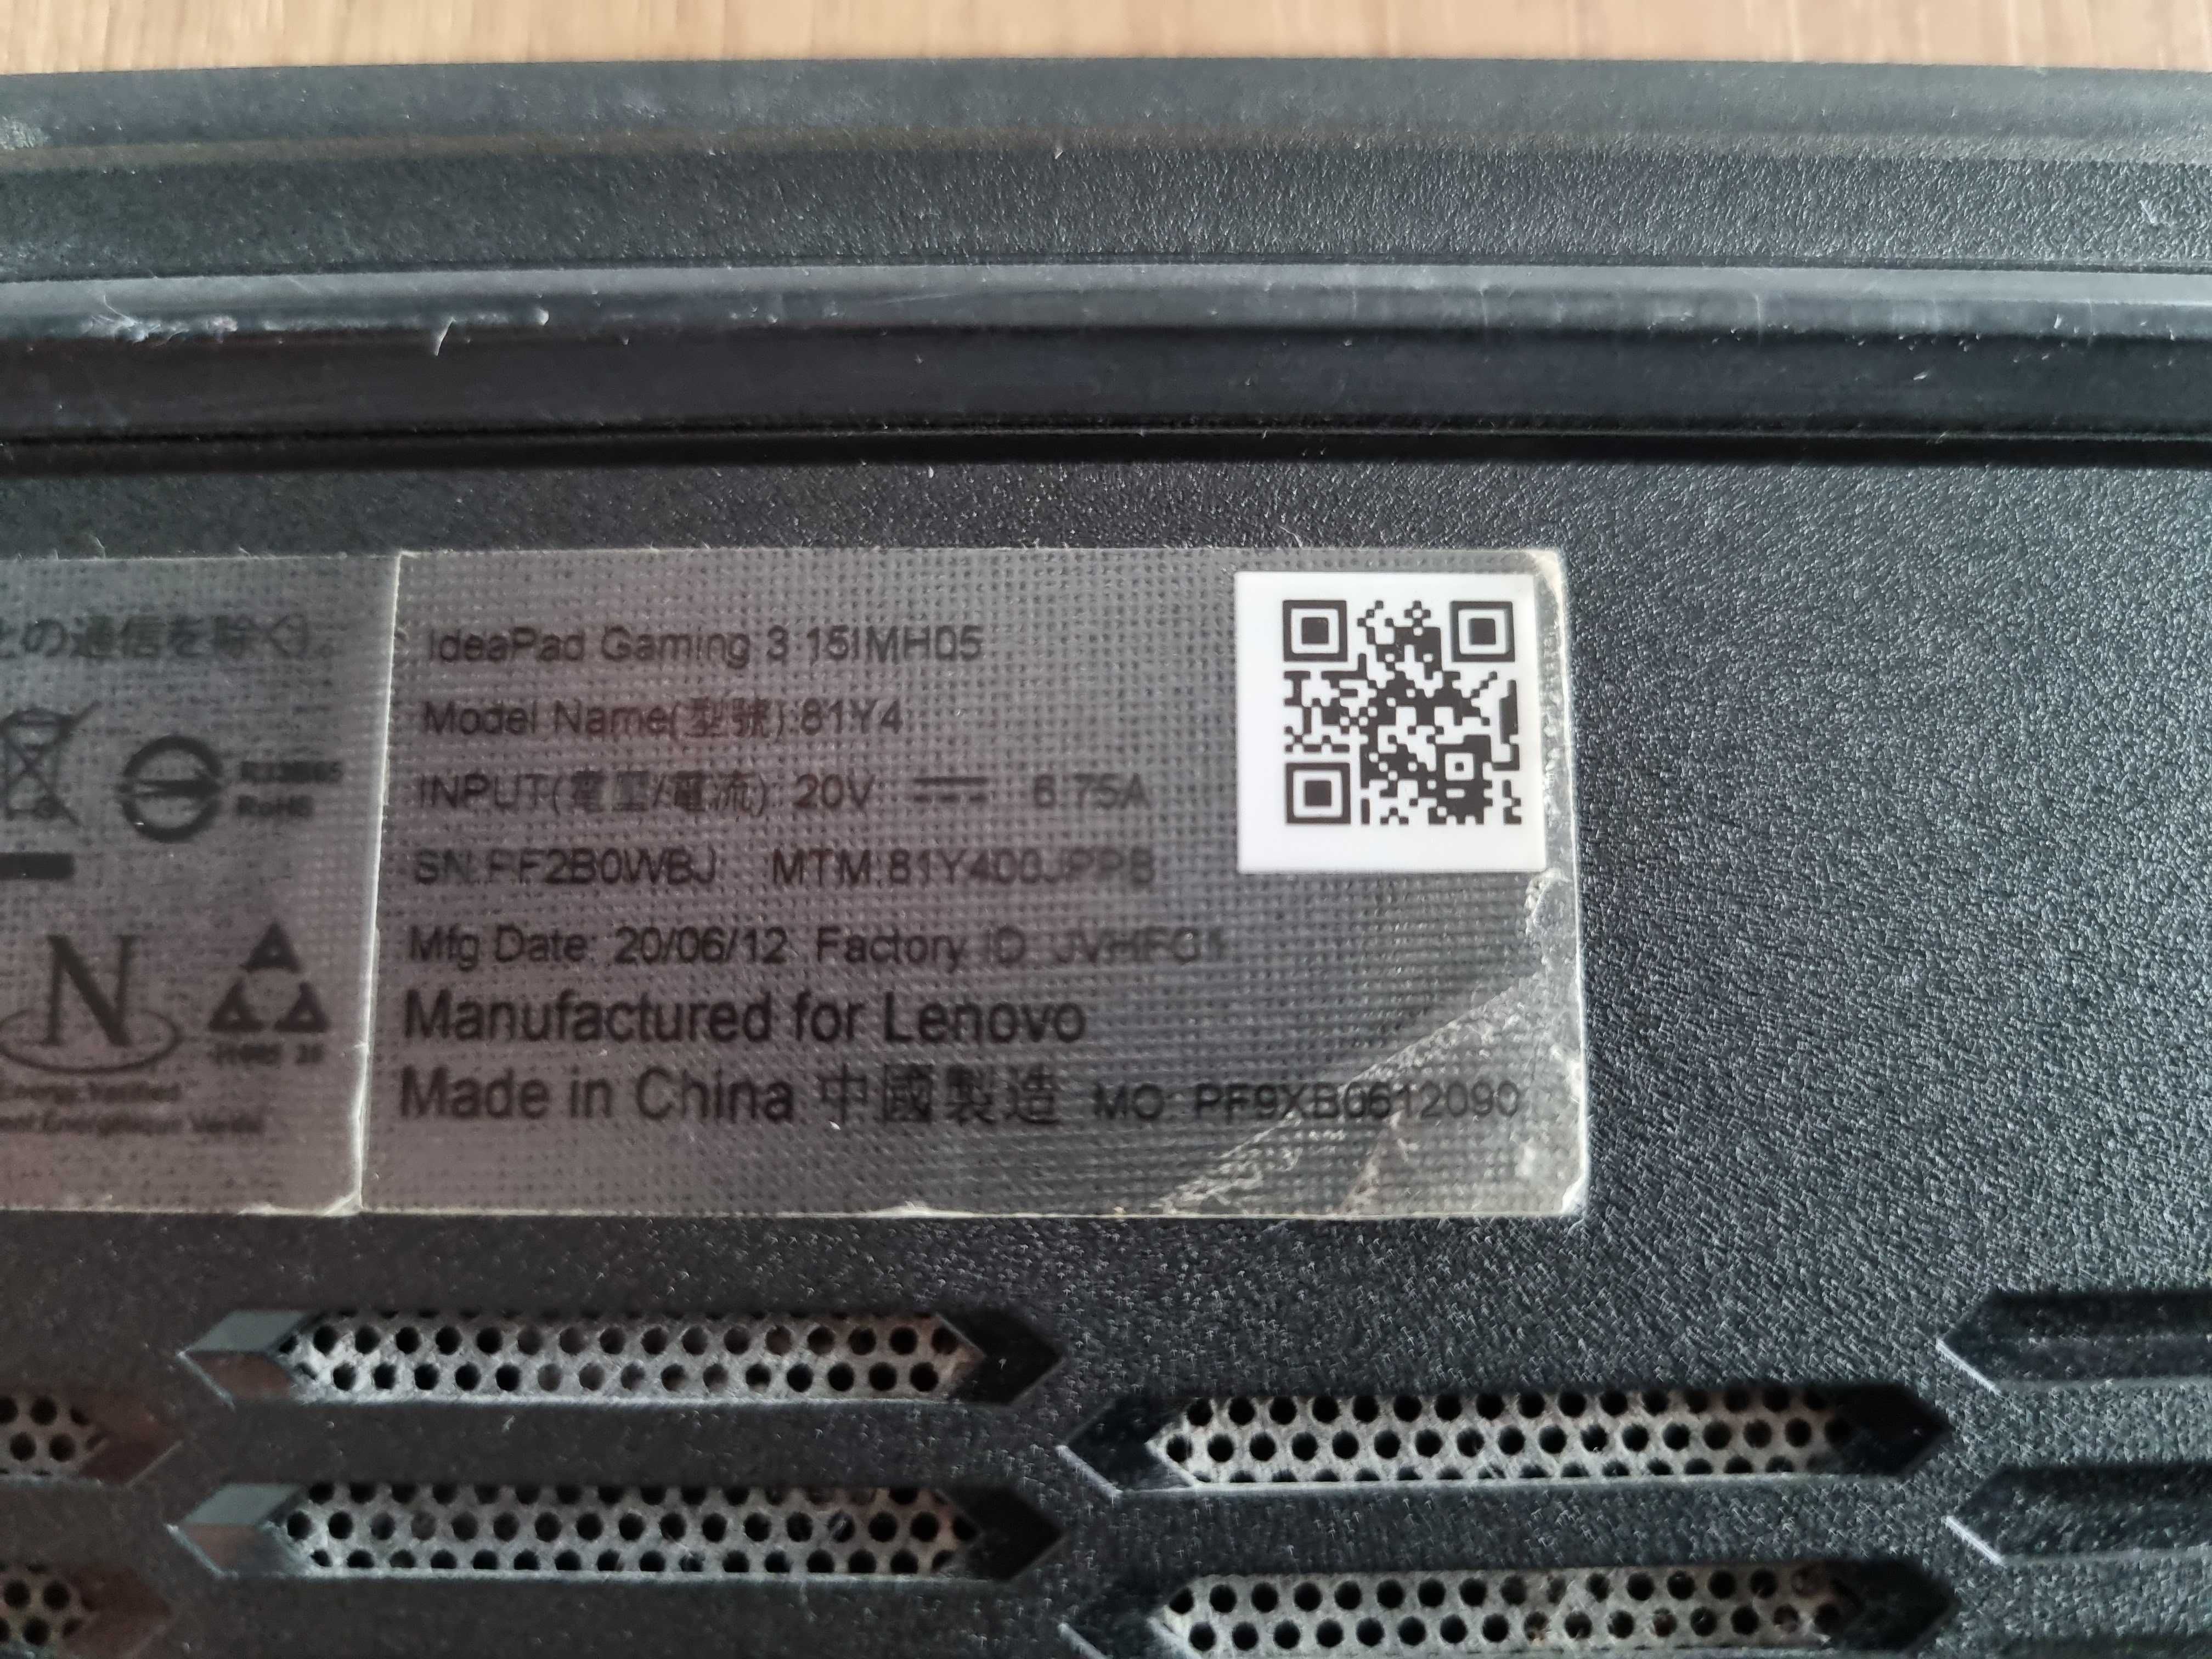 との通信を除く)。
RoHS
N
IdeaPad Gaming 3 15IMH05
Model Name(型號):81Y4
INPUT(電壓/電流): 20V ⎓ 6.75A
SN:PF2B0WBJ MTM:81Y400JPPB
Mfg Date: 20/06/12 Factory ID:
Manufactured for Lenovo
Made in China 中國製造 MO: PF9XB0612090